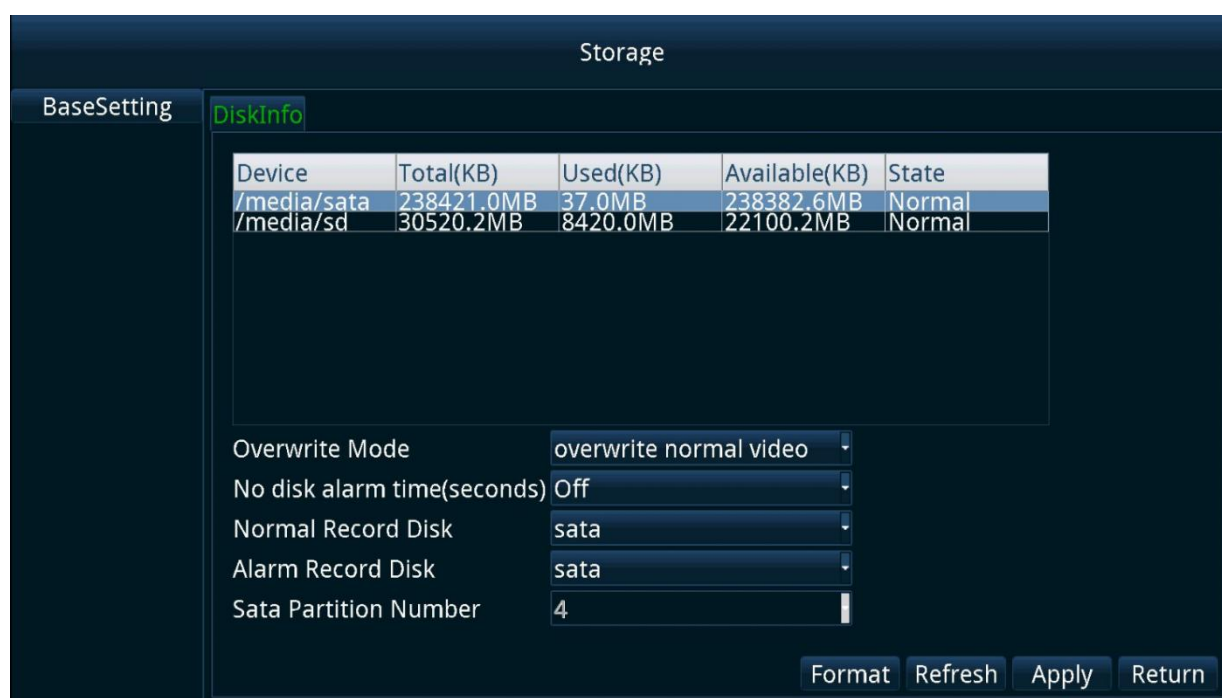 Storage
BaseSetting
DiskInfo
Device Total(KB) Used(KB) Available(KB) State
/media/sata 238421.0MB 37.0MB 238382.6MB Normal
/media/sd 30520.2MB 8420.0MB 22100.2MB Normal
Overwrite Mode overwrite normal video
No disk alarm time(seconds) Off
Normal Record Disk sata
Alarm Record Disk sata
Sata Partition Number 4
Format Refresh Apply Return